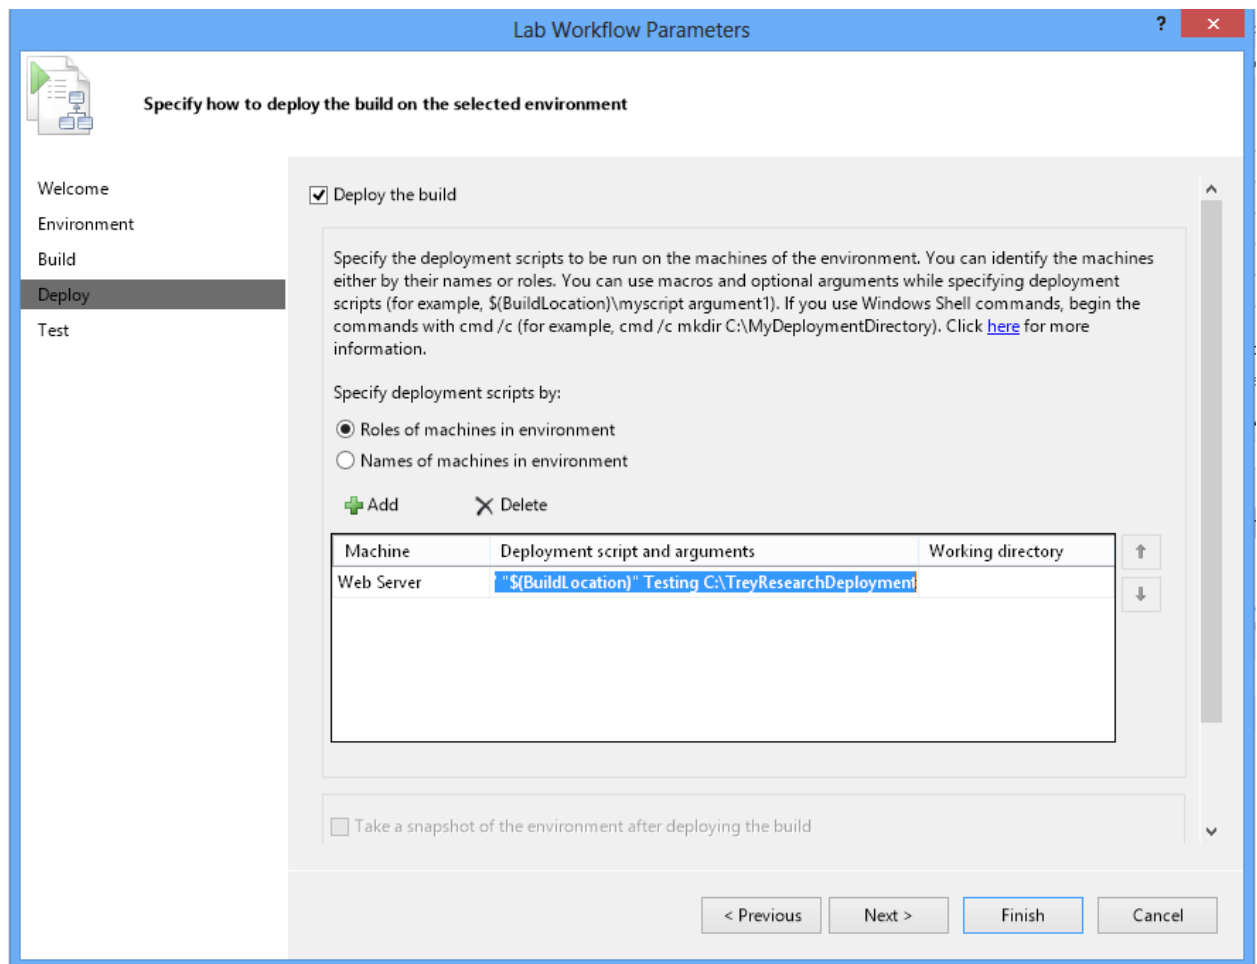 Lab Workflow Parameters
?
Specify how to deploy the build on the selected environment
Welcome
Environment
Build
Deploy
Test
Deploy the build
Specify the deployment scripts to be run on the machines of the environment. You can identify the machines
either by their names or roles. You can use macros and optional arguments while specifying deployment
scripts (for example, $(BuildLocation)\myscript argument1). If you use Windows Shell commands, begin the
commands with cmd /c (for example, cmd /c mkdir C:\MyDeploymentDirectory). Click here for more
information.
Specify deployment scripts by:
Roles of machines in environment
Names of machines in environment
Add Delete
Machine Deployment script and arguments Working directory
Web Server "$(BuildLocation)" Testing C:\TreyResearchDeployment
Take a snapshot of the environment after deploying the build
< Previous Next > Finish Cancel